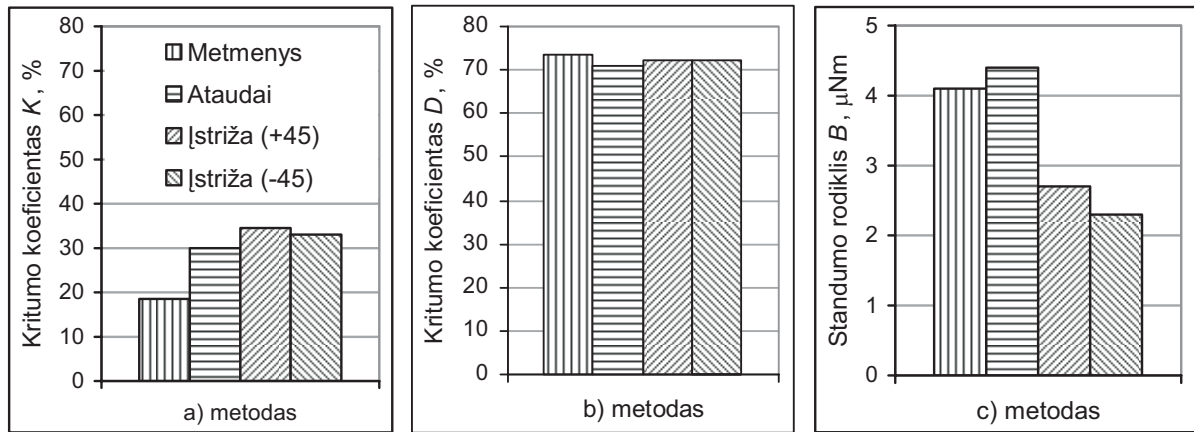 Kritumo koeficientas K, %
80
70
60
50
40
30
20
10
0
Metmenys
Ataudai
Įstriža (+45)
Įstriža (-45)
a) metodas
Kritumo koeficientas D, %
80
70
60
50
40
30
20
10
0
b) metodas
Standumo rodiklis B, μNm
5
4
3
2
1
0
c) metodas